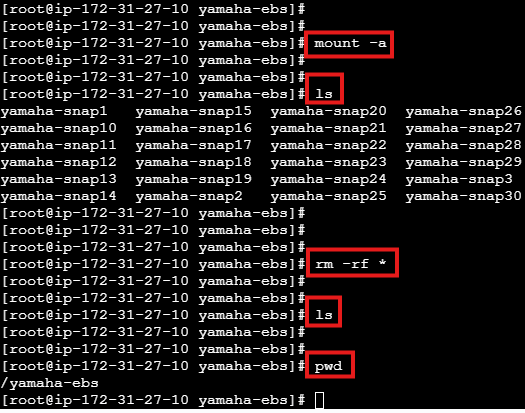 [root@ip-172-31-27-10 yamaha-ebs]#
[root@ip-172-31-27-10 yamaha-ebs]#
[root@ip-172-31-27-10 yamaha-ebs]# mount -a
[root@ip-172-31-27-10 yamaha-ebs]#
[root@ip-172-31-27-10 yamaha-ebs]#
[root@ip-172-31-27-10 yamaha-ebs]# ls
yamaha-snap1 yamaha-snap15 yamaha-snap20 yamaha-snap26
yamaha-snap10 yamaha-snap16 yamaha-snap21 yamaha-snap27
yamaha-snap11 yamaha-snap17 yamaha-snap22 yamaha-snap28
yamaha-snap12 yamaha-snap18 yamaha-snap23 yamaha-snap29
yamaha-snap13 yamaha-snap19 yamaha-snap24 yamaha-snap3
yamaha-snap14 yamaha-snap2 yamaha-snap25 yamaha-snap30
[root@ip-172-31-27-10 yamaha-ebs]#
[root@ip-172-31-27-10 yamaha-ebs]#
[root@ip-172-31-27-10 yamaha-ebs]#
[root@ip-172-31-27-10 yamaha-ebs]# rm -rf *
[root@ip-172-31-27-10 yamaha-ebs]#
[root@ip-172-31-27-10 yamaha-ebs]#
[root@ip-172-31-27-10 yamaha-ebs]# ls
[root@ip-172-31-27-10 yamaha-ebs]#
[root@ip-172-31-27-10 yamaha-ebs]#
[root@ip-172-31-27-10 yamaha-ebs]# pwd
/yamaha-ebs
[root@ip-172-31-27-10 yamaha-ebs]#